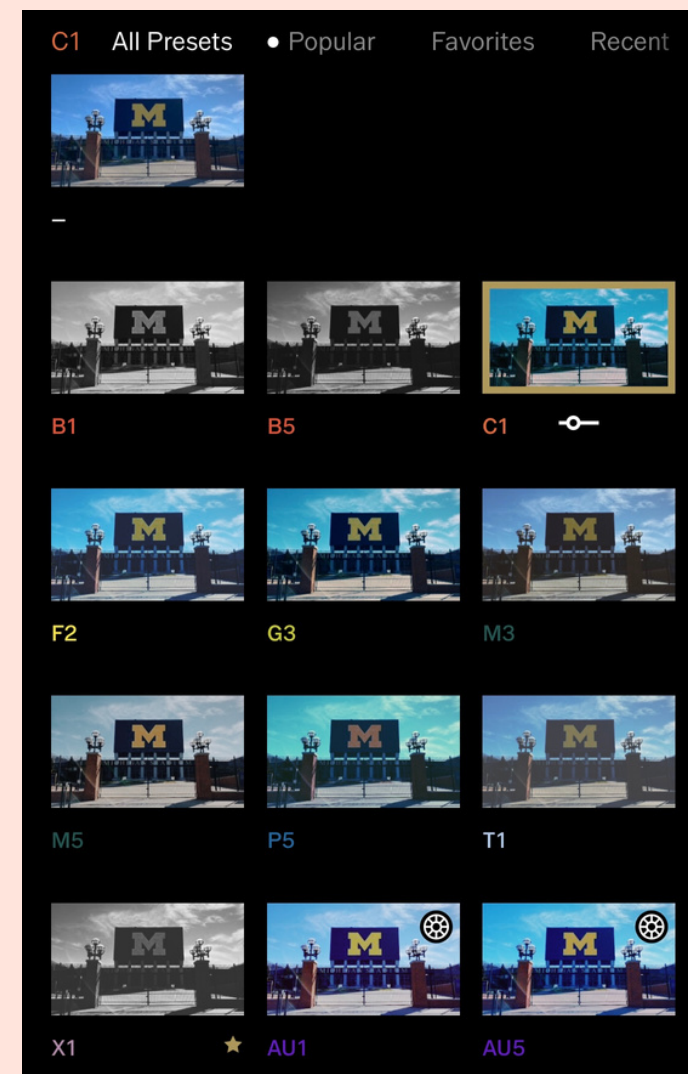 C1 All Presets • Popular Favorites Recent
M
–
M M M
B1 B5 C1
M M M
F2 G3 M3
M M M
M5 P5 T1
M M M
X1 AU1 AU5